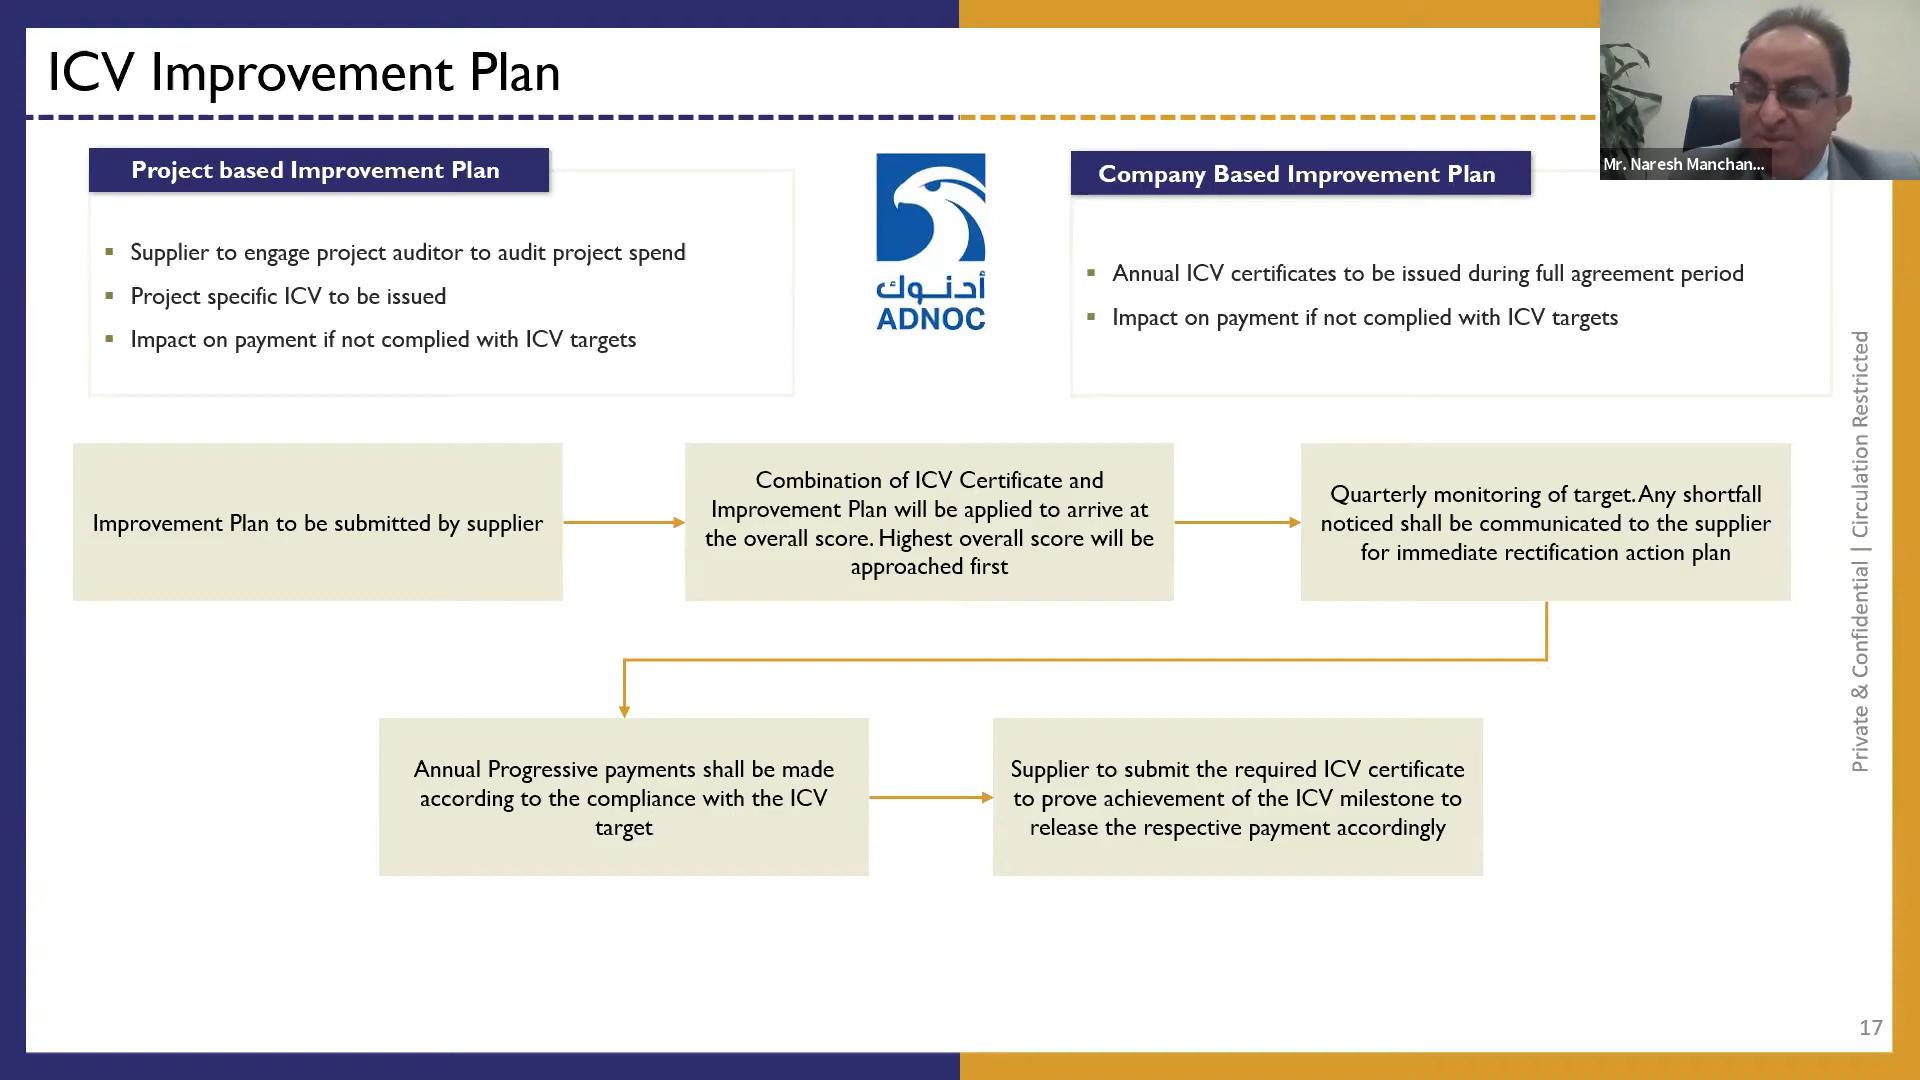 ICV Improvement Plan
Mr. Naresh Manchan...
Project based Improvement Plan
Supplier to engage project auditor to audit project spend
Project specific ICV to be issued
Impact on payment if not complied with ICV targets
أدنوك
ADNOC
Company Based Improvement Plan
Annual ICV certificates to be issued during full agreement period
Impact on payment if not complied with ICV targets
Improvement Plan to be submitted by supplier
Combination of ICV Certificate and
Improvement Plan will be applied to arrive at
the overall score. Highest overall score will be
approached first
Quarterly monitoring of target. Any shortfall
noticed shall be communicated to the supplier
for immediate rectification action plan
Annual Progressive payments shall be made
according to the compliance with the ICV
target
Supplier to submit the required ICV certificate
to prove achievement of the ICV milestone to
release the respective payment accordingly
Private & Confidential | Circulation Restricted
17